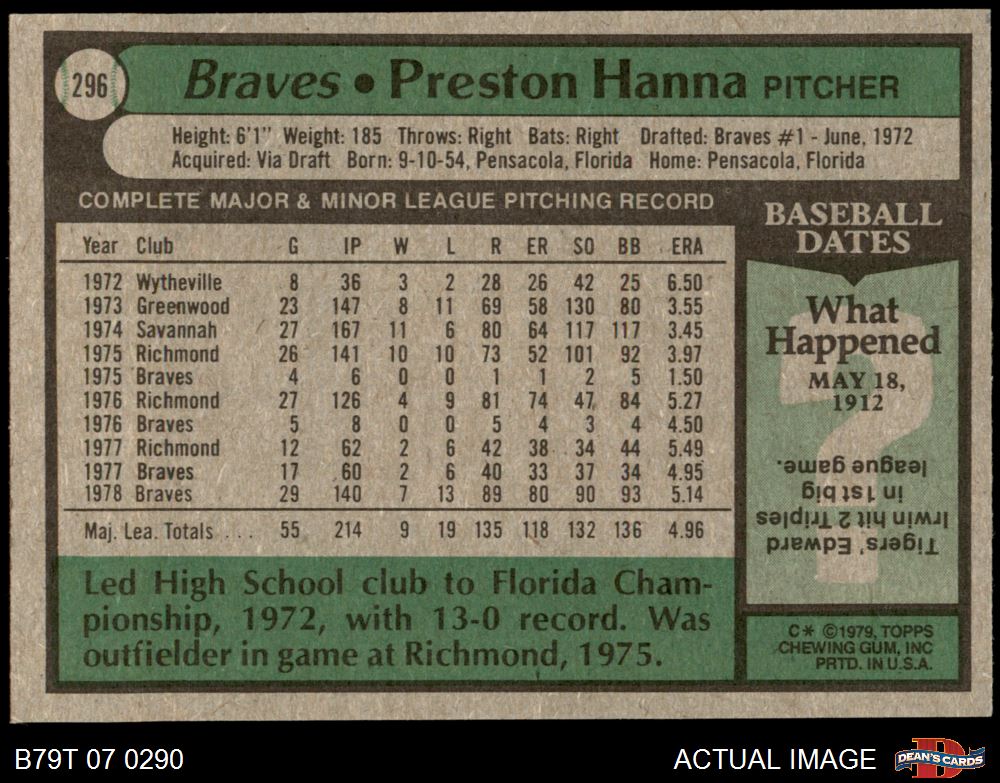 296
Braves • Preston Hanna PITCHER
Height: 6'1" Weight: 185 Throws: Right Bats: Right Drafted: Braves #1 - June, 1972
Acquired: Via Draft Born: 9-10-54, Pensacola, Florida Home: Pensacola, Florida
COMPLETE MAJOR & MINOR LEAGUE PITCHING RECORD
Year Club G IP W L R ER SO BB ERA
1972 Wytheville 8 36 3 2 28 26 42 25 6.50
1973 Greenwood 23 147 8 11 69 58 130 80 3.55
1974 Savannah 27 167 11 6 80 64 117 117 3.45
1975 Richmond 26 141 10 10 73 52 101 92 3.97
1975 Braves 4 6 0 0 1 1 2 5 1.50
1976 Richmond 27 126 4 9 81 74 47 84 5.27
1976 Braves 5 8 0 0 5 4 3 4 4.50
1977 Richmond 12 62 2 6 42 38 34 44 5.49
1977 Braves 17 60 2 6 40 33 37 34 4.95
1978 Braves 29 140 7 13 89 80 90 93 5.14
Maj. Lea. Totals . . . 55 214 9 19 135 118 132 136 4.96
Led High School club to Florida Cham-
pionship, 1972, with 13-0 record. Was
outfielder in game at Richmond, 1975.
BASEBALL
DATES
What
Happened
MAY 18,
1912
Tigers' Edward
Irwin hit 2 Triples
in 1st big
league game.
C* ©1979, TOPPS
CHEWING GUM, INC
PRTD. IN U.S.A.
B79T 07 0290
ACTUAL IMAGE
D
DEAN'S CARDS